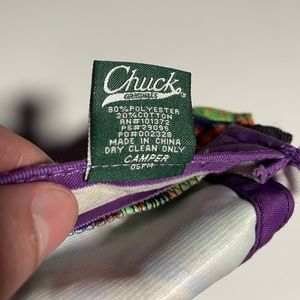 Chuck
ORIGINALS
80% POLYESTER
20% COTTON
RN#101372
PS#29095
PO#002328
MADE IN CHINA
DRY CLEAN ONLY
CAMPER